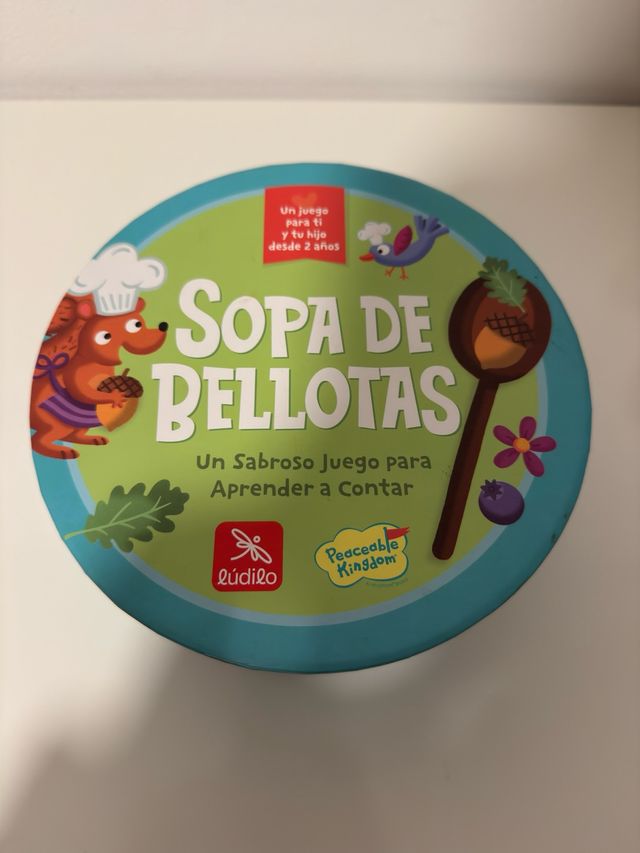 Un juego
para ti
y tu hijo
desde 2 años
SOPA DE
BELLOTAS
Un Sabroso Juego para
Aprender a Contar
lúdilo
Peaceable
Kingdom